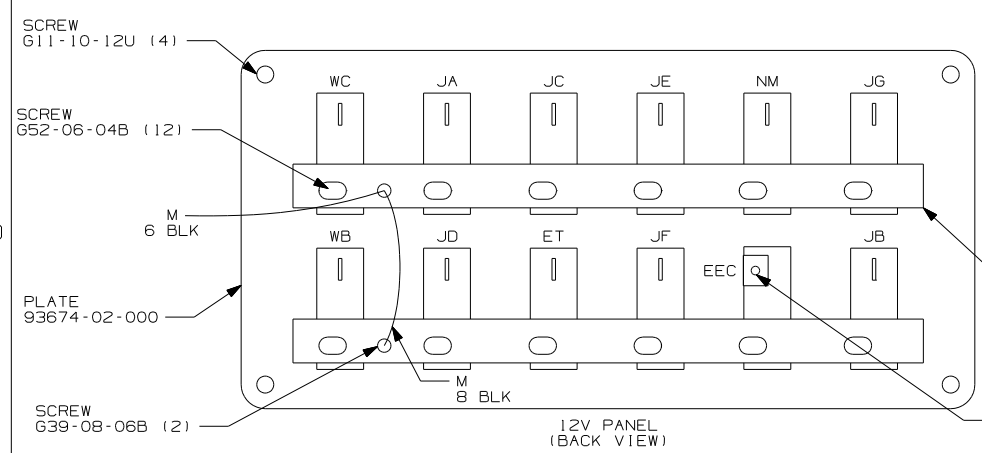 SCREW
G11-10-12U (4)
WC JA JC JE NM JG
SCREW
G52-06-04B (12)
M
6 BLK
WB JD ET JF JB
EEC
PLATE
93674-02-000
M
8 BLK
SCREW
G39-08-06B (2)
12V PANEL
(BACK VIEW)
)